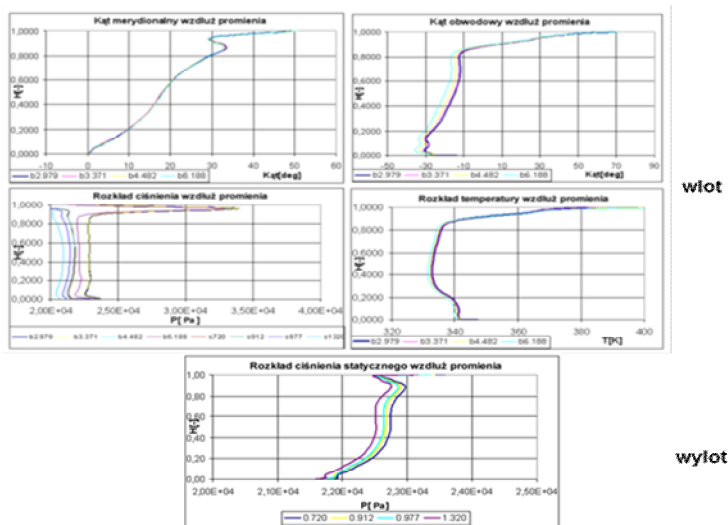 Kąt merydionalny wzdłuż promienia
H[-]
1,0000
0,8000
0,6000
0,4000
0,2000
0,0000
-10 0 10 20 30 40 50 60
Kąt[deg]
b2.979 b3.371 b4.482 b6.188
Kąt obwodowy wzdłuż promienia
H[-]
1,0000
0,8000
0,6000
0,4000
0,2000
0,0000
-50 -30 -10 10 30 50 70 90
Kąt[deg]
b2.979 b3.371 b4.482 b6.188
wlot
Rozkład ciśnienia wzdłuż promienia
H[-]
1,0000
0,8000
0,6000
0,4000
0,2000
0,0000
2,00E+04 2,50E+04 3,00E+04 3,50E+04 4,00E+04
P[ Pa]
b2.979 b3.371 b4.482 b6.188 s720 s912 s977 s1320
Rozkład temperatury wzdłuż promienia
H[-]
1,0000
0,8000
0,6000
0,4000
0,2000
0,0000
320 340 360 380 400
T[K]
b2.979 b3.371 b4.482 b6.188
Rozkład ciśnienia statycznego wzdłuż promienia
H[-]
1,00
0,80
0,60
0,40
0,20
0,00
2,00E+04 2,10E+04 2,20E+04 2,30E+04 2,40E+04 2,50E+04
P[ Pa]
0.720 0.912 0.977 1.320
wylot